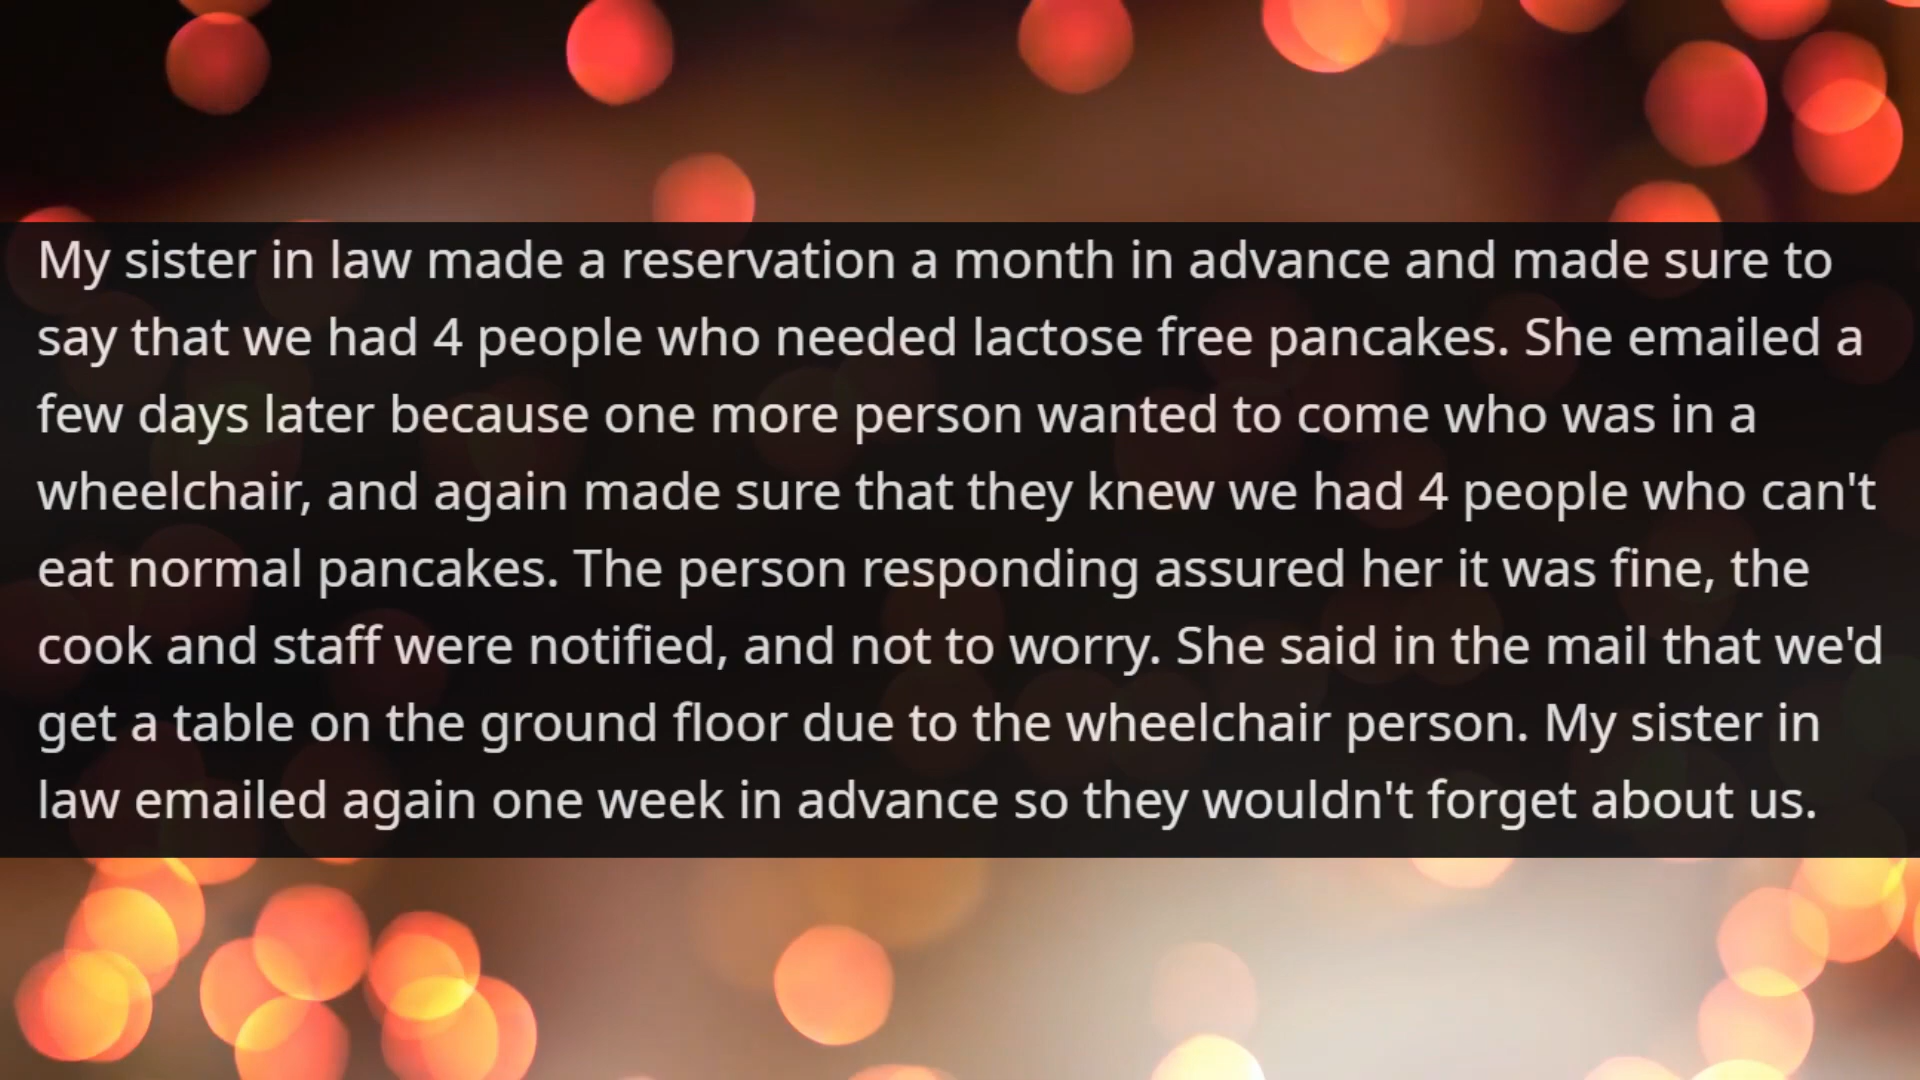 My sister in law made a reservation a month in advance and made sure to
say that we had 4 people who needed lactose free pancakes. She emailed a
few days later because one more person wanted to come who was in a
wheelchair, and again made sure that they knew we had 4 people who can't
eat normal pancakes. The person responding assured her it was fine, the
cook and staff were notified, and not to worry. She said in the mail that we'd
get a table on the ground floor due to the wheelchair person. My sister in
law emailed again one week in advance so they wouldn't forget about us.